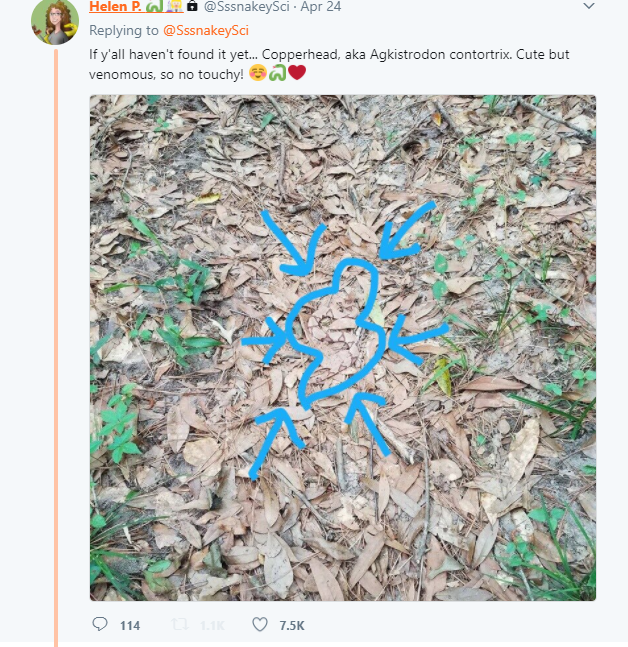 Helen P. @SssnakeySci · Apr 24
Replying to @SssnakeySci
If y'all haven't found it yet... Copperhead, aka Agkistrodon contortrix. Cute but
venomous, so no touchy!
114 1.1K 7.5K